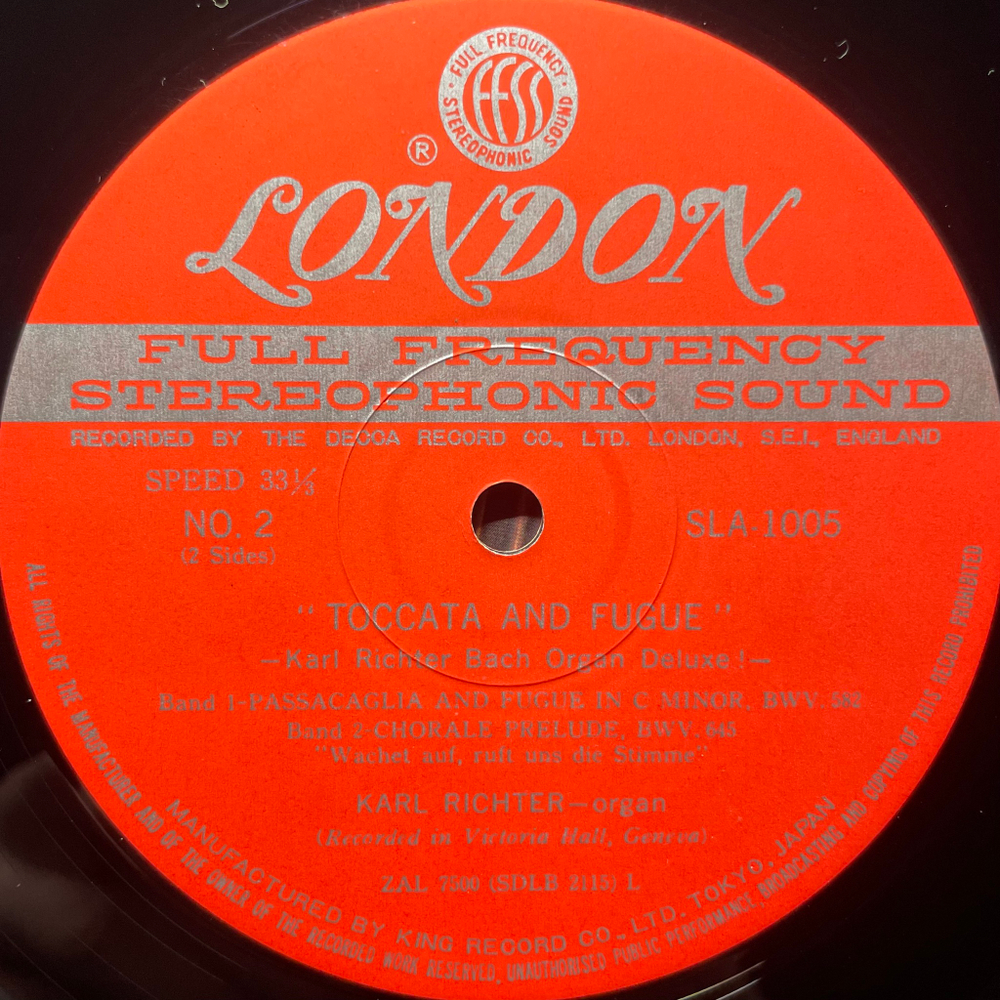 · FULL FREQUENCY · STEREOPHONIC SOUND
FFSS
®
LONDON
FULL FREQUENCY
STEREOPHONIC SOUND
RECORDED BY THE DECCA RECORD CO., LTD. LONDON, S.E.I., ENGLAND
SPEED 33⅓
NO. 2
(2 Sides)
SLA-1005
"TOCCATA AND FUGUE"
—Karl Richter Bach Organ Deluxe!—
Band 1-PASSACAGLIA AND FUGUE IN C MINOR, BWV. 582
Band 2-CHORALE PRELUDE, BWV. 645
"Wachet auf, ruft uns die Stimme"
KARL RICHTER—organ
(Recorded in Victoria Hall, Geneva)
ZAL 7500 (SDLB 2115) L
MANUFACTURED BY KING RECORD CO., LTD. TOKYO. JAPAN
ALL RIGHTS OF THE MANUFACTURER AND OF THE OWNER OF THE RECORDED WORK RESERVED, UNAUTHORISED PUBLIC PERFORMANCE, BROADCASTING AND COPYING OF THIS RECORD PROHIBITED